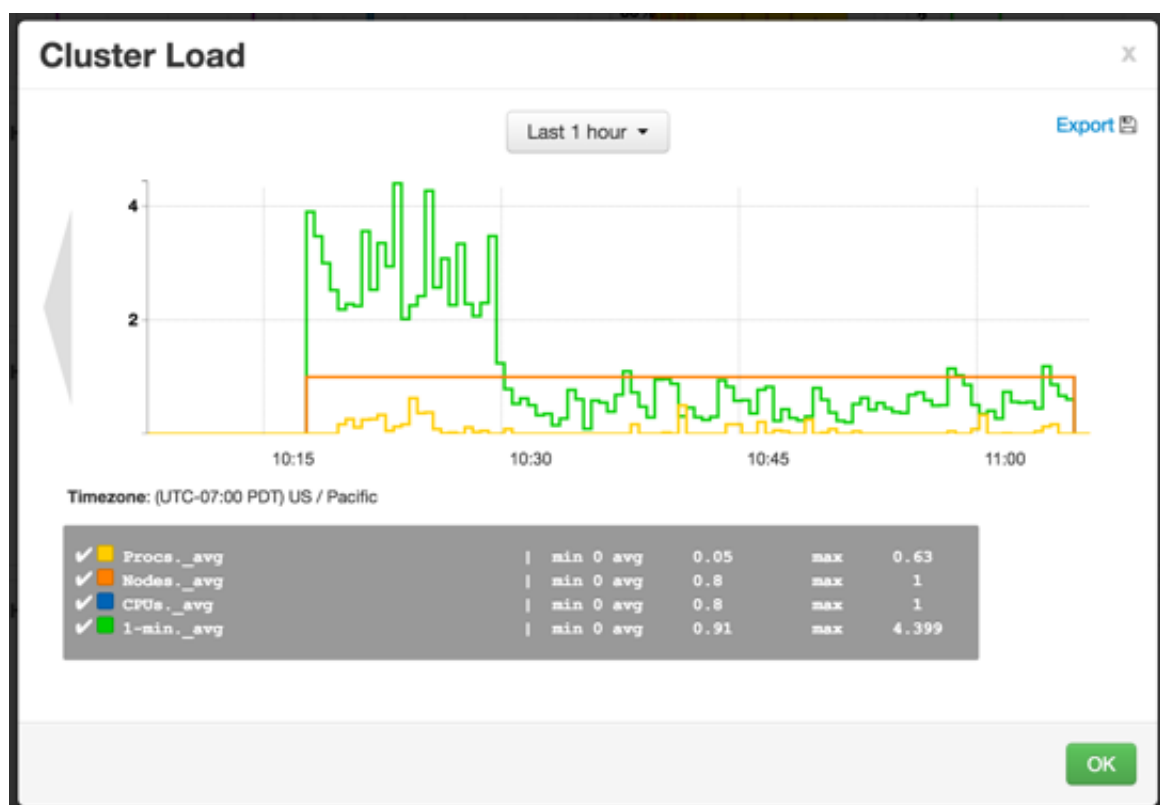 Cluster Load
x
Last 1 hour
Export
4
2
10:15 10:30 10:45 11:00
Timezone: (UTC-07:00 PDT) US / Pacific
Procs._avg | min 0 avg 0.05 max 0.63
Nodes._avg | min 0 avg 0.8 max 1
CPUs._avg | min 0 avg 0.8 max 1
1-min._avg | min 0 avg 0.91 max 4.399
OK